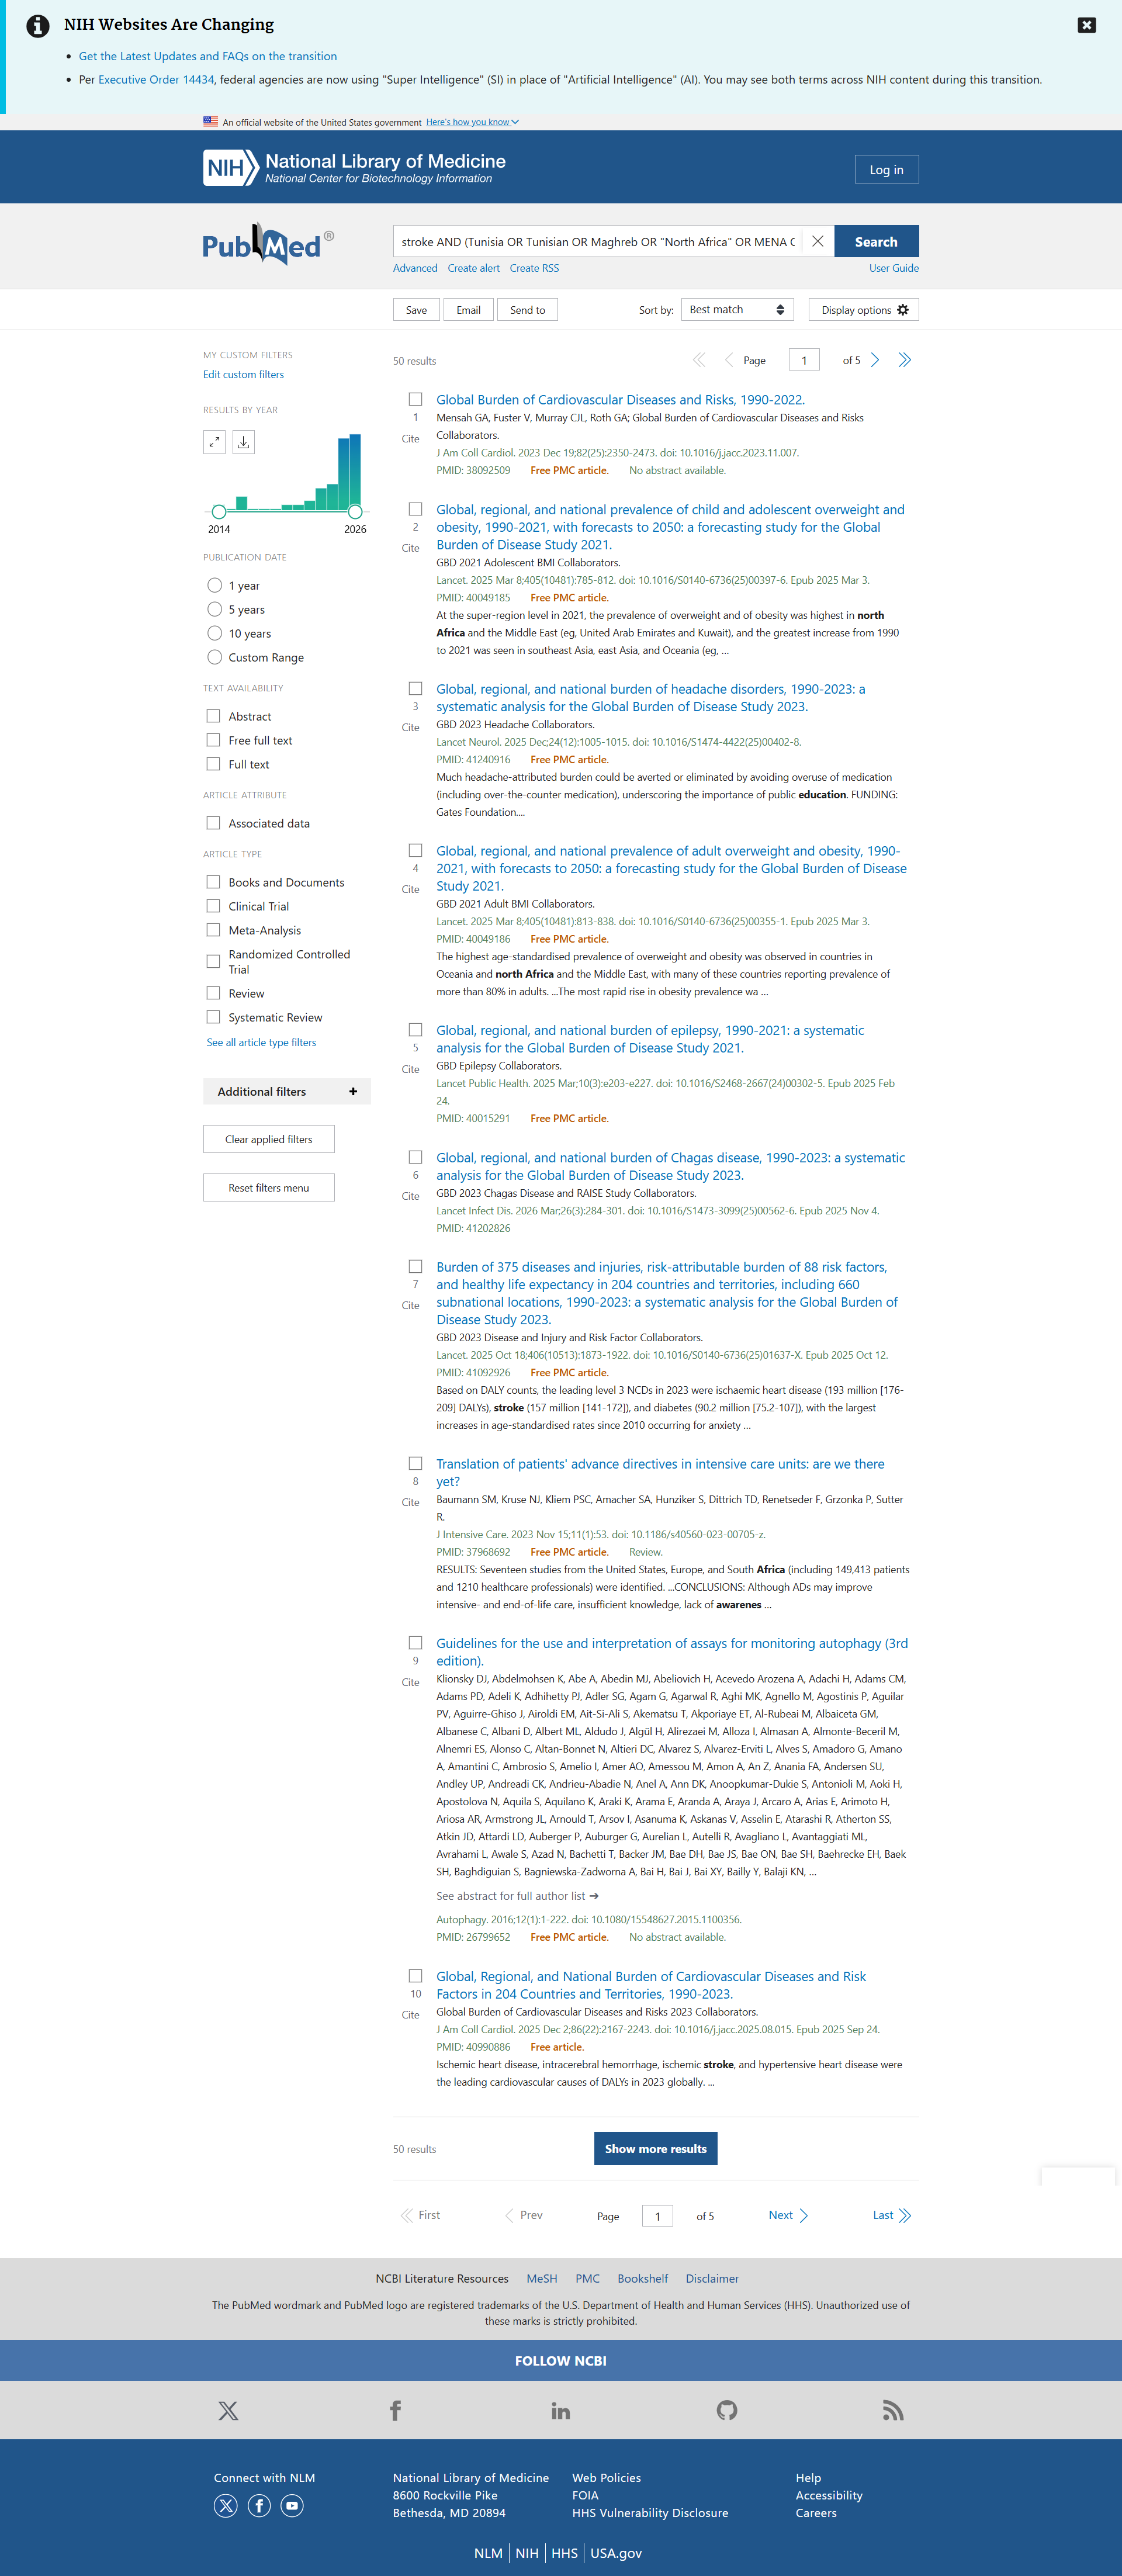 NIH Websites Are Changing
• Get the Latest Updates and FAQs on the transition
• Per Executive Order 14434, federal agencies are now using "Super Intelligence" (SI) in place of "Artificial Intelligence" (AI). You may see both terms across NIH content during this transition.
An official website of the United States government Here's how you know
NIH National Library of Medicine
National Center for Biotechnology Information
Log in
PubMed ®
stroke AND (Tunisia OR Tunisian OR Maghreb OR "North Africa" OR MENA
Search
Advanced Create alert Create RSS
User Guide
Save Email Send to
Sort by: Best match
Display options
MY CUSTOM FILTERS
Edit custom filters
RESULTS BY YEAR
2014 2026
PUBLICATION DATE
1 year
5 years
10 years
Custom Range
TEXT AVAILABILITY
Abstract
Free full text
Full text
ARTICLE ATTRIBUTE
Associated data
ARTICLE TYPE
Books and Documents
Clinical Trial
Meta-Analysis
Randomized Controlled
Trial
Review
Systematic Review
See all article type filters
Additional filters +
Clear applied filters
Reset filters menu
50 results
Page 1 of 5
1
Cite
Global Burden of Cardiovascular Diseases and Risks, 1990-2022.
Mensah GA, Fuster V, Murray CJL, Roth GA; Global Burden of Cardiovascular Diseases and Risks
Collaborators.
J Am Coll Cardiol. 2023 Dec 19;82(25):2350-2473. doi: 10.1016/j.jacc.2023.11.007.
PMID: 38092509 Free PMC article. No abstract available.
2
Cite
Global, regional, and national prevalence of child and adolescent overweight and
obesity, 1990-2021, with forecasts to 2050: a forecasting study for the Global
Burden of Disease Study 2021.
GBD 2021 Adolescent BMI Collaborators.
Lancet. 2025 Mar 8;405(10481):785-812. doi: 10.1016/S0140-6736(25)00397-6. Epub 2025 Mar 3.
PMID: 40049185 Free PMC article.
At the super-region level in 2021, the prevalence of overweight and of obesity was highest in north
Africa and the Middle East (eg, United Arab Emirates and Kuwait), and the greatest increase from 1990
to 2021 was seen in southeast Asia, east Asia, and Oceania (eg, ...
3
Cite
Global, regional, and national burden of headache disorders, 1990-2023: a
systematic analysis for the Global Burden of Disease Study 2023.
GBD 2023 Headache Collaborators.
Lancet Neurol. 2025 Dec;24(12):1005-1015. doi: 10.1016/S1474-4422(25)00402-8.
PMID: 41240916 Free PMC article.
Much headache-attributed burden could be averted or eliminated by avoiding overuse of medication
(including over-the-counter medication), underscoring the importance of public education. FUNDING:
Gates Foundation....
4
Cite
Global, regional, and national prevalence of adult overweight and obesity, 1990-
2021, with forecasts to 2050: a forecasting study for the Global Burden of Disease
Study 2021.
GBD 2021 Adult BMI Collaborators.
Lancet. 2025 Mar 8;405(10481):813-838. doi: 10.1016/S0140-6736(25)00355-1. Epub 2025 Mar 3.
PMID: 40049186 Free PMC article.
The highest age-standardised prevalence of overweight and obesity was observed in countries in
Oceania and north Africa and the Middle East, with many of these countries reporting prevalence of
more than 80% in adults. ...The most rapid rise in obesity prevalence wa ...
5
Cite
Global, regional, and national burden of epilepsy, 1990-2021: a systematic
analysis for the Global Burden of Disease Study 2021.
GBD Epilepsy Collaborators.
Lancet Public Health. 2025 Mar;10(3):e203-e227. doi: 10.1016/S2468-2667(24)00302-5. Epub 2025 Feb
24.
PMID: 40015291 Free PMC article.
6
Cite
Global, regional, and national burden of Chagas disease, 1990-2023: a systematic
analysis for the Global Burden of Disease Study 2023.
GBD 2023 Chagas Disease and RAISE Study Collaborators.
Lancet Infect Dis. 2026 Mar;26(3):284-301. doi: 10.1016/S1473-3099(25)00562-6. Epub 2025 Nov 4.
PMID: 41202826
7
Cite
Burden of 375 diseases and injuries, risk-attributable burden of 88 risk factors,
and healthy life expectancy in 204 countries and territories, including 660
subnational locations, 1990-2023: a systematic analysis for the Global Burden of
Disease Study 2023.
GBD 2023 Disease and Injury and Risk Factor Collaborators.
Lancet. 2025 Oct 18;406(10513):1873-1922. doi: 10.1016/S0140-6736(25)01637-X. Epub 2025 Oct 12.
PMID: 41092926 Free PMC article.
Based on DALY counts, the leading level 3 NCDs in 2023 were ischaemic heart disease (193 million [176-
209] DALYs), stroke (157 million [141-172]), and diabetes (90.2 million [75.2-107]), with the largest
increases in age-standardised rates since 2010 occurring for anxiety ...
8
Cite
Translation of patients' advance directives in intensive care units: are we there
yet?
Baumann SM, Kruse NJ, Kliem PSC, Amacher SA, Hunziker S, Dittrich TD, Renetseder F, Grzonka P, Sutter
R.
J Intensive Care. 2023 Nov 15;11(1):53. doi: 10.1186/s40560-023-00705-z.
PMID: 37968692 Free PMC article. Review.
RESULTS: Seventeen studies from the United States, Europe, and South Africa (including 149,413 patients
and 1210 healthcare professionals) were identified. ...CONCLUSIONS: Although ADs may improve
intensive- and end-of-life care, insufficient knowledge, lack of awarenes ...
9
Cite
Guidelines for the use and interpretation of assays for monitoring autophagy (3rd
edition).
Klionsky DJ, Abdelmohsen K, Abe A, Abedin MJ, Abeliovich H, Acevedo Arozena A, Adachi H, Adams CM,
Adams PD, Adeli K, Adhihetty PJ, Adler SG, Agam G, Agarwal R, Aghi MK, Agnello M, Agostinis P, Aguilar
PV, Aguirre-Ghiso J, Airoldi EM, Ait-Si-Ali S, Akematsu T, Akporiaye ET, Al-Rubeai M, Albaiceta GM,
Albanese C, Albani D, Albert ML, Aldudo J, Algül H, Alirezaei M, Alloza I, Almasan A, Almonte-Beceril M,
Alnemri ES, Alonso C, Altan-Bonnet N, Altieri DC, Alvarez S, Alvarez-Erviti L, Alves S, Amadoro G, Amano
A, Amantini C, Ambrosio S, Amelio I, Amer AO, Amessou M, Amon A, An Z, Anania FA, Andersen SU,
Andley UP, Andreadi CK, Andrieu-Abadie N, Anel A, Ann DK, Anoopkumar-Dukie S, Antonioli M, Aoki H,
Apostolova N, Aquila S, Aquilano K, Araki K, Arama E, Aranda A, Araya J, Arcaro A, Arias E, Arimoto H,
Ariosa AR, Armstrong JL, Arnould T, Arsov I, Asanuma K, Askanas V, Asselin E, Atarashi R, Atherton SS,
Atkin JD, Attardi LD, Auberger P, Auburger G, Aurelian L, Autelli R, Avagliano L, Avantaggiati ML,
Avrahami L, Awale S, Azad N, Bachetti T, Backer JM, Bae DH, Bae JS, Bae ON, Bae SH, Baehrecke EH, Baek
SH, Baghdiguian S, Bagniewska-Zadworna A, Bai H, Bai J, Bai XY, Bailly Y, Balaji KN, ...
See abstract for full author list ➔
Autophagy. 2016;12(1):1-222. doi: 10.1080/15548627.2015.1100356.
PMID: 26799652 Free PMC article. No abstract available.
10
Cite
Global, Regional, and National Burden of Cardiovascular Diseases and Risk
Factors in 204 Countries and Territories, 1990-2023.
Global Burden of Cardiovascular Diseases and Risks 2023 Collaborators.
J Am Coll Cardiol. 2025 Dec 2;86(22):2167-2243. doi: 10.1016/j.jacc.2025.08.015. Epub 2025 Sep 24.
PMID: 40990886 Free article.
Ischemic heart disease, intracerebral hemorrhage, ischemic stroke, and hypertensive heart disease were
the leading cardiovascular causes of DALYs in 2023 globally. ...
50 results
Show more results
First Prev Page 1 of 5 Next Last
NCBI Literature Resources MeSH PMC Bookshelf Disclaimer
The PubMed wordmark and PubMed logo are registered trademarks of the U.S. Department of Health and Human Services (HHS). Unauthorized use of
these marks is strictly prohibited.
FOLLOW NCBI
Connect with NLM
National Library of Medicine
8600 Rockville Pike
Bethesda, MD 20894
Web Policies
FOIA
HHS Vulnerability Disclosure
Help
Accessibility
Careers
NLM NIH HHS USA.gov